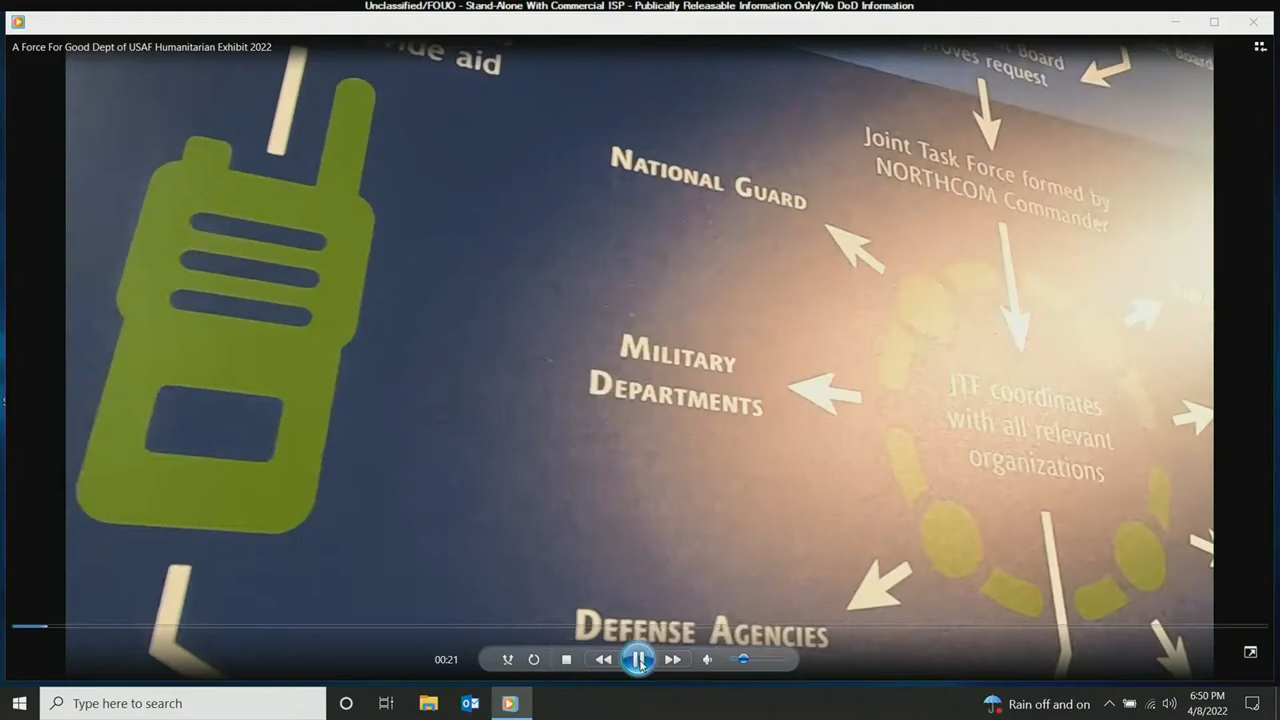 Unclassified/FOUO - Stand-Alone With Commercial ISP - Publically Releasable Information Only/No DoD Information
A Force For Good Dept of USAF Humanitarian Exhibit 2022
aid
Board
request
Joint Task Force formed by
NORTHCOM Commander
NATIONAL GUARD
MILITARY
DEPARTMENTS
JTF coordinates
with all relevant
organizations
DEFENSE AGENCIES
00:21
Type here to search
Rain off and on
6:50 PM
4/8/2022